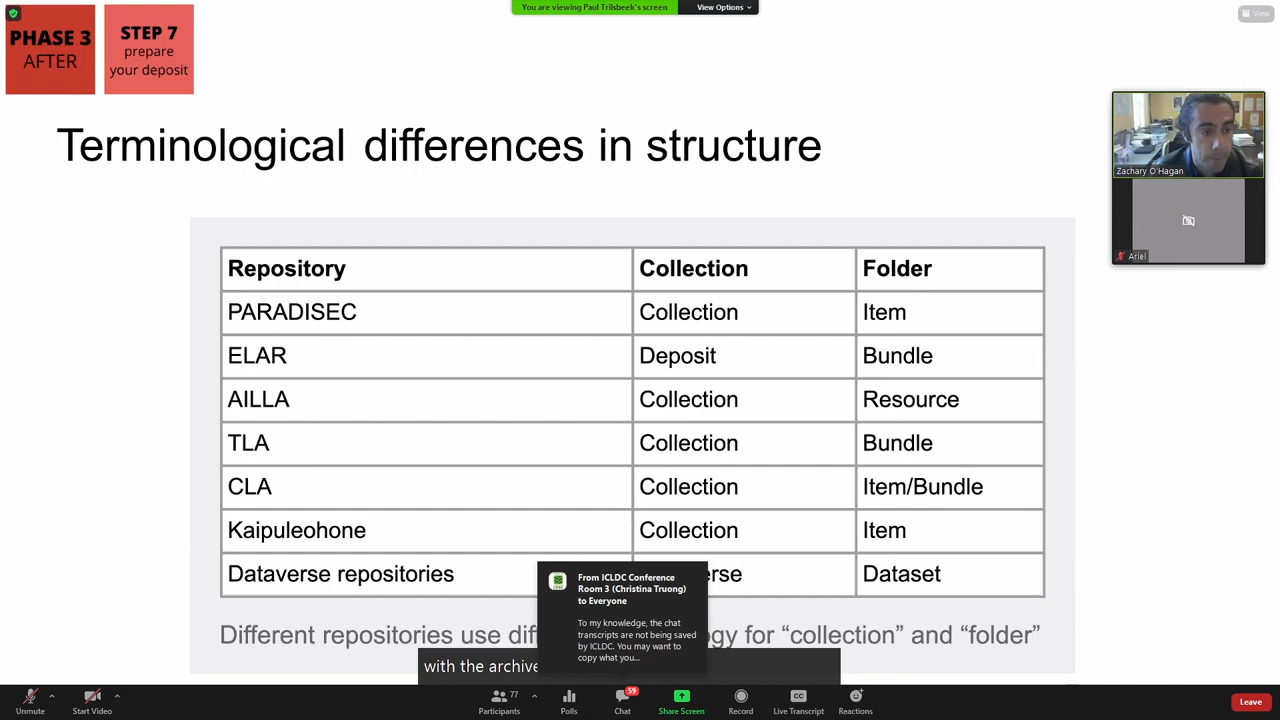 You are viewing Paul Trilsbeek's screen
View Options
View
PHASE 3
AFTER
STEP 7
prepare
your deposit
Terminological differences in structure
Zachary O'Hagan
Ariel
Repository Collection Folder
PARADISEC Collection Item
ELAR Deposit Bundle
AILLA Collection Resource
TLA Collection Bundle
CLA Collection Item/Bundle
Kaipuleohone Collection Item
Dataverse repositories erse Dataset
From ICLDC Conference
Room 3 (Christina Truong)
to Everyone
To my knowledge, the chat
transcripts are not being saved
by ICLDC. You may want to
copy what you...
Different repositories use dif gy for “collection” and “folder”
with the archive
Unmute
Start Video
77
Participants
Polls
59
Chat
Share Screen
Record
CC
Live Transcript
Reactions
Leave